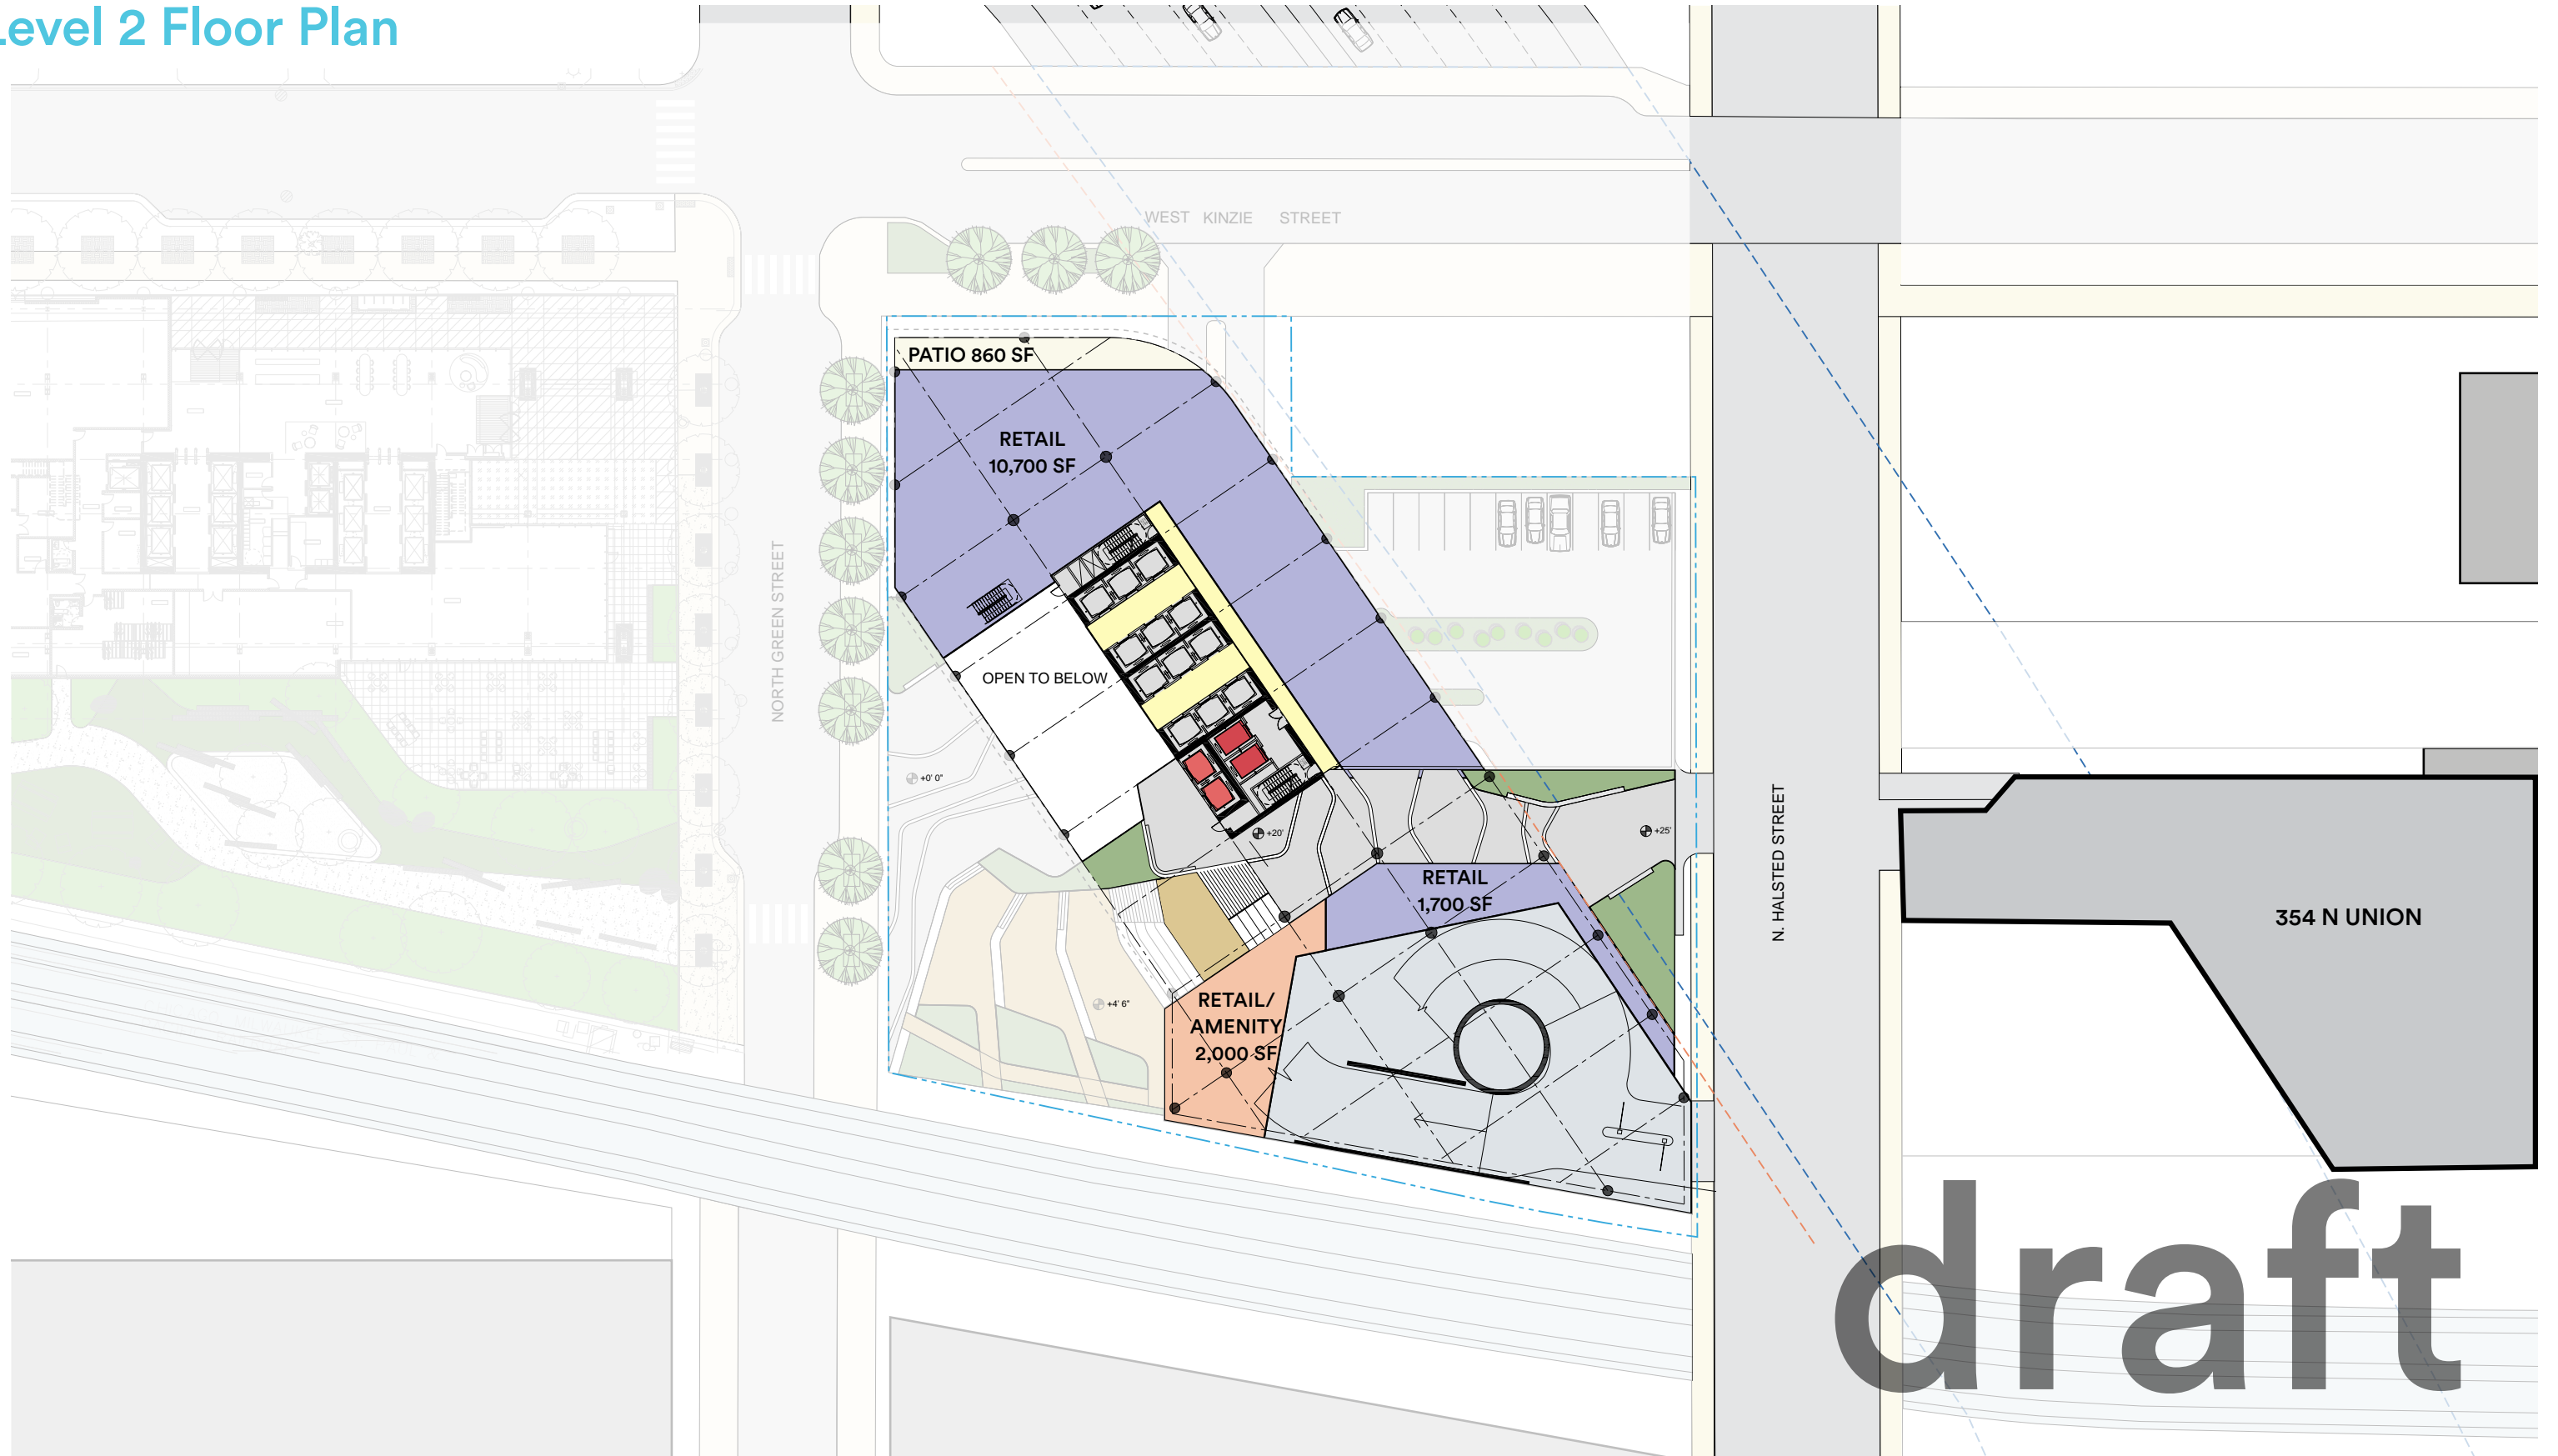 Level 2 Floor Plan
WEST KINZIE STREET
PATIO 860 SF
RETAIL
10,700 SF
NORTH GREEN STREET
OPEN TO BELOW
+0' 0"
+20'
+25'
N. HALSTED STREET
RETAIL
1,700 SF
354 N UNION
RETAIL/
AMENITY
2,000 SF
+4' 6"
draft